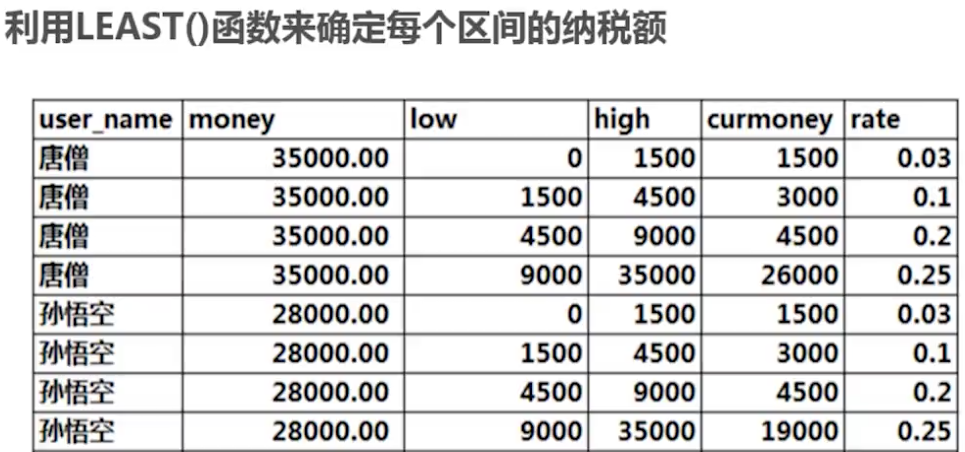 利用LEAST()函数来确定每个区间的纳税额
user_name money low high curmoney rate
唐僧 35000.00 0 1500 1500 0.03
唐僧 35000.00 1500 4500 3000 0.1
唐僧 35000.00 4500 9000 4500 0.2
唐僧 35000.00 9000 35000 26000 0.25
孙悟空 28000.00 0 1500 1500 0.03
孙悟空 28000.00 1500 4500 3000 0.1
孙悟空 28000.00 4500 9000 4500 0.2
孙悟空 28000.00 9000 35000 19000 0.25